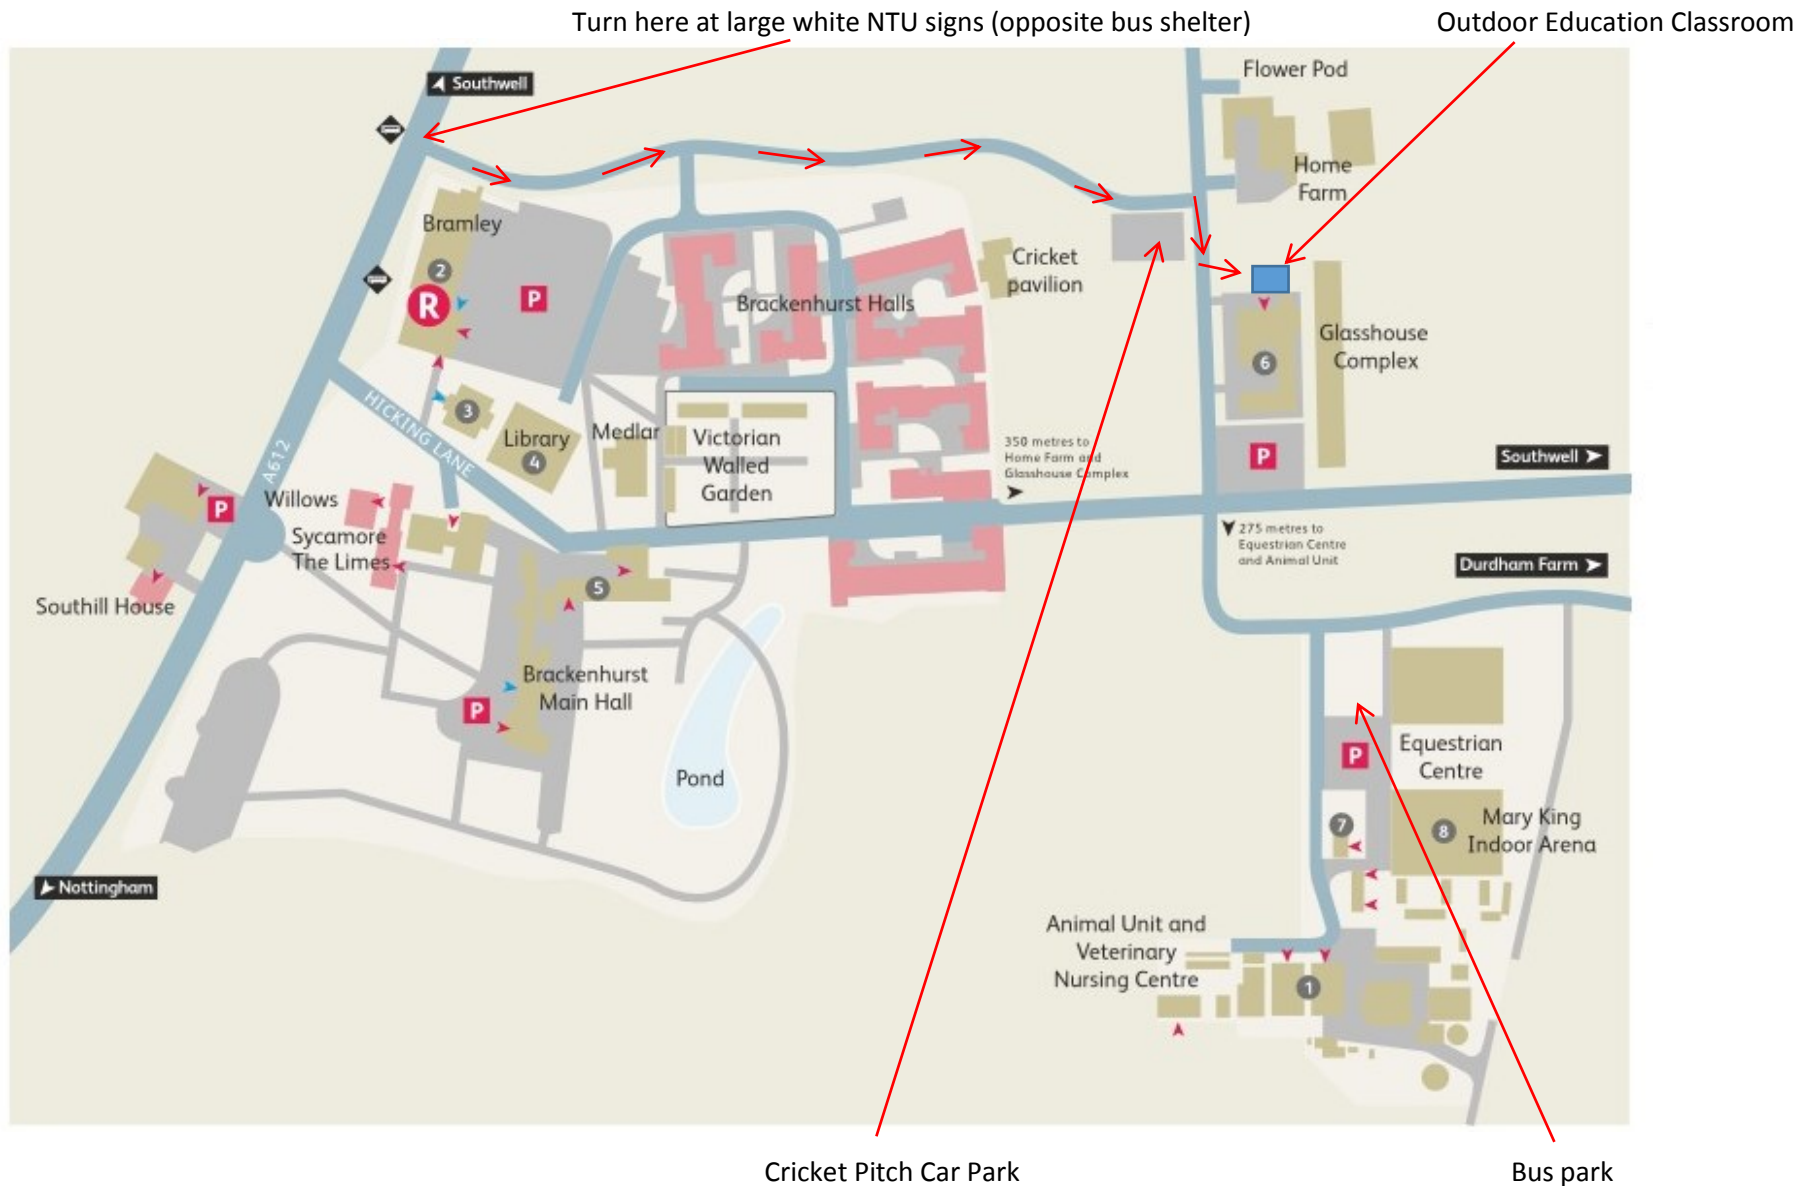 Turn here at large white NTU signs (opposite bus shelter)
Outdoor Education Classroom
Southwell
Flower Pod
Home
Farm
Bramley
2
R
P
Brackenhurst Halls
Cricket
pavilion
Glasshouse
Complex
6
HICKING LANE
3
Library
4
Medlar
Victorian
Walled
Garden
350 metres to
Home Farm and
Glasshouse Complex
P
Southwell
A612
P
Willows
Sycamore
The Limes
Southill House
5
275 metres to
Equestrian Centre
and Animal Unit
Durdham Farm
Brackenhurst
Main Hall
P
Pond
P
Equestrian
Centre
7
8
Mary King
Indoor Arena
Nottingham
Animal Unit and
Veterinary
Nursing Centre
1
Cricket Pitch Car Park
Bus park